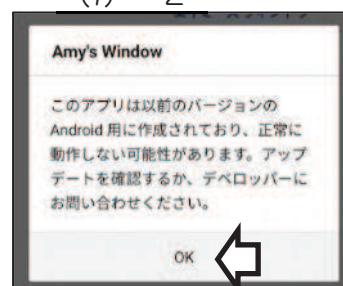 Amy's Window
このアプリは以前のバージョンの
Android 用に作成されており、正常に
動作しない可能性があります。アップ
デートを確認するか、デベロッパーに
お問い合わせください。
OK